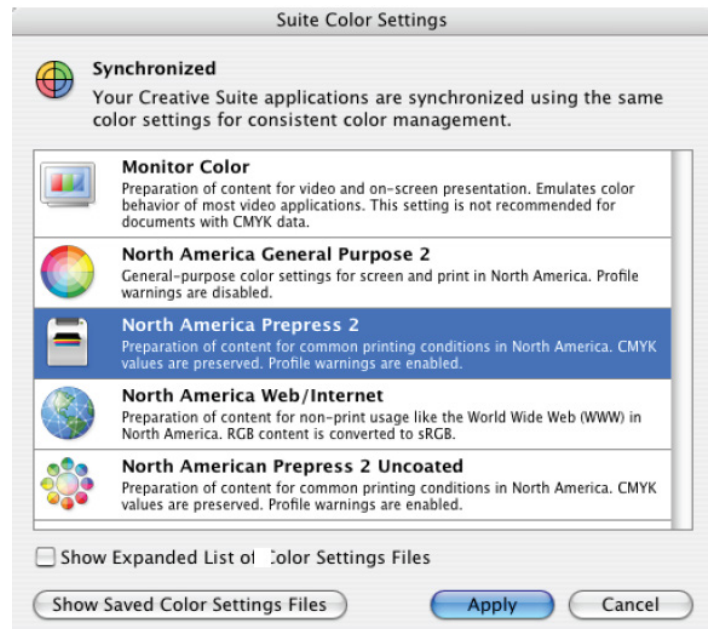 Suite Color Settings
Synchronized
Your Creative Suite applications are synchronized using the same
color settings for consistent color management.
Monitor Color
Preparation of content for video and on-screen presentation. Emulates color
behavior of most video applications. This setting is not recommended for
documents with CMYK data.
North America General Purpose 2
General-purpose color settings for screen and print in North America. Profile
warnings are disabled.
North America Prepress 2
Preparation of content for common printing conditions in North America. CMYK
values are preserved. Profile warnings are enabled.
North America Web/Internet
Preparation of content for non-print usage like the World Wide Web (WWW) in
North America. RGB content is converted to sRGB.
North American Prepress 2 Uncoated
Preparation of content for common printing conditions in North America. CMYK
values are preserved. Profile warnings are enabled.
Show Expanded List of Color Settings Files
Show Saved Color Settings Files
Apply
Cancel